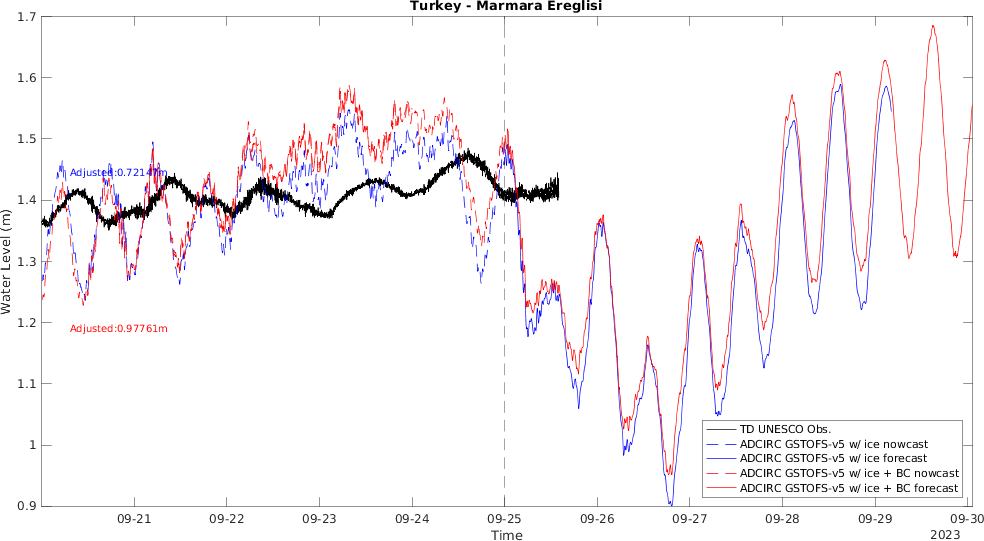 Turkey - Marmara Ereglisi
1.7
1.6
1.5
1.4
1.3
1.2
1.1
1
0.9
Water Level (m)
Adjusted:0.72147m
Adjusted:0.97761m
TD UNESCO Obs.
ADCIRC GSTOFS-v5 w/ ice nowcast
ADCIRC GSTOFS-v5 w/ ice forecast
ADCIRC GSTOFS-v5 w/ ice + BC nowcast
ADCIRC GSTOFS-v5 w/ ice + BC forecast
09-21 09-22 09-23 09-24 09-25 09-26 09-27 09-28 09-29 09-30
Time
2023